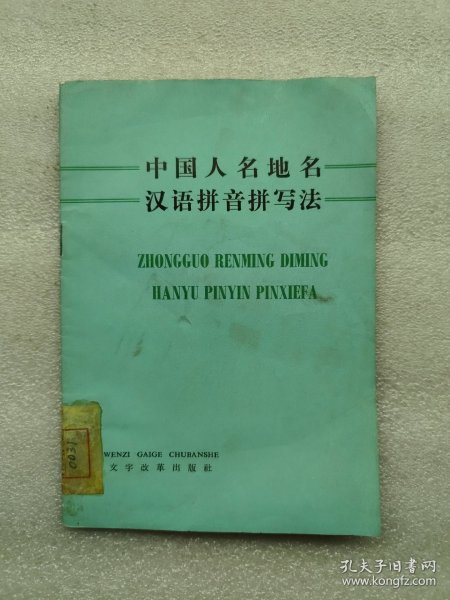 中国人名地名
汉语拼音拼写法
ZHONGGUO RENMING DIMING
HANYU PINYIN PINXIEFA
0031
WENZI GAIGE CHUBANSHE
文字改革出版社
孔夫子旧书网
www.kongfz.com